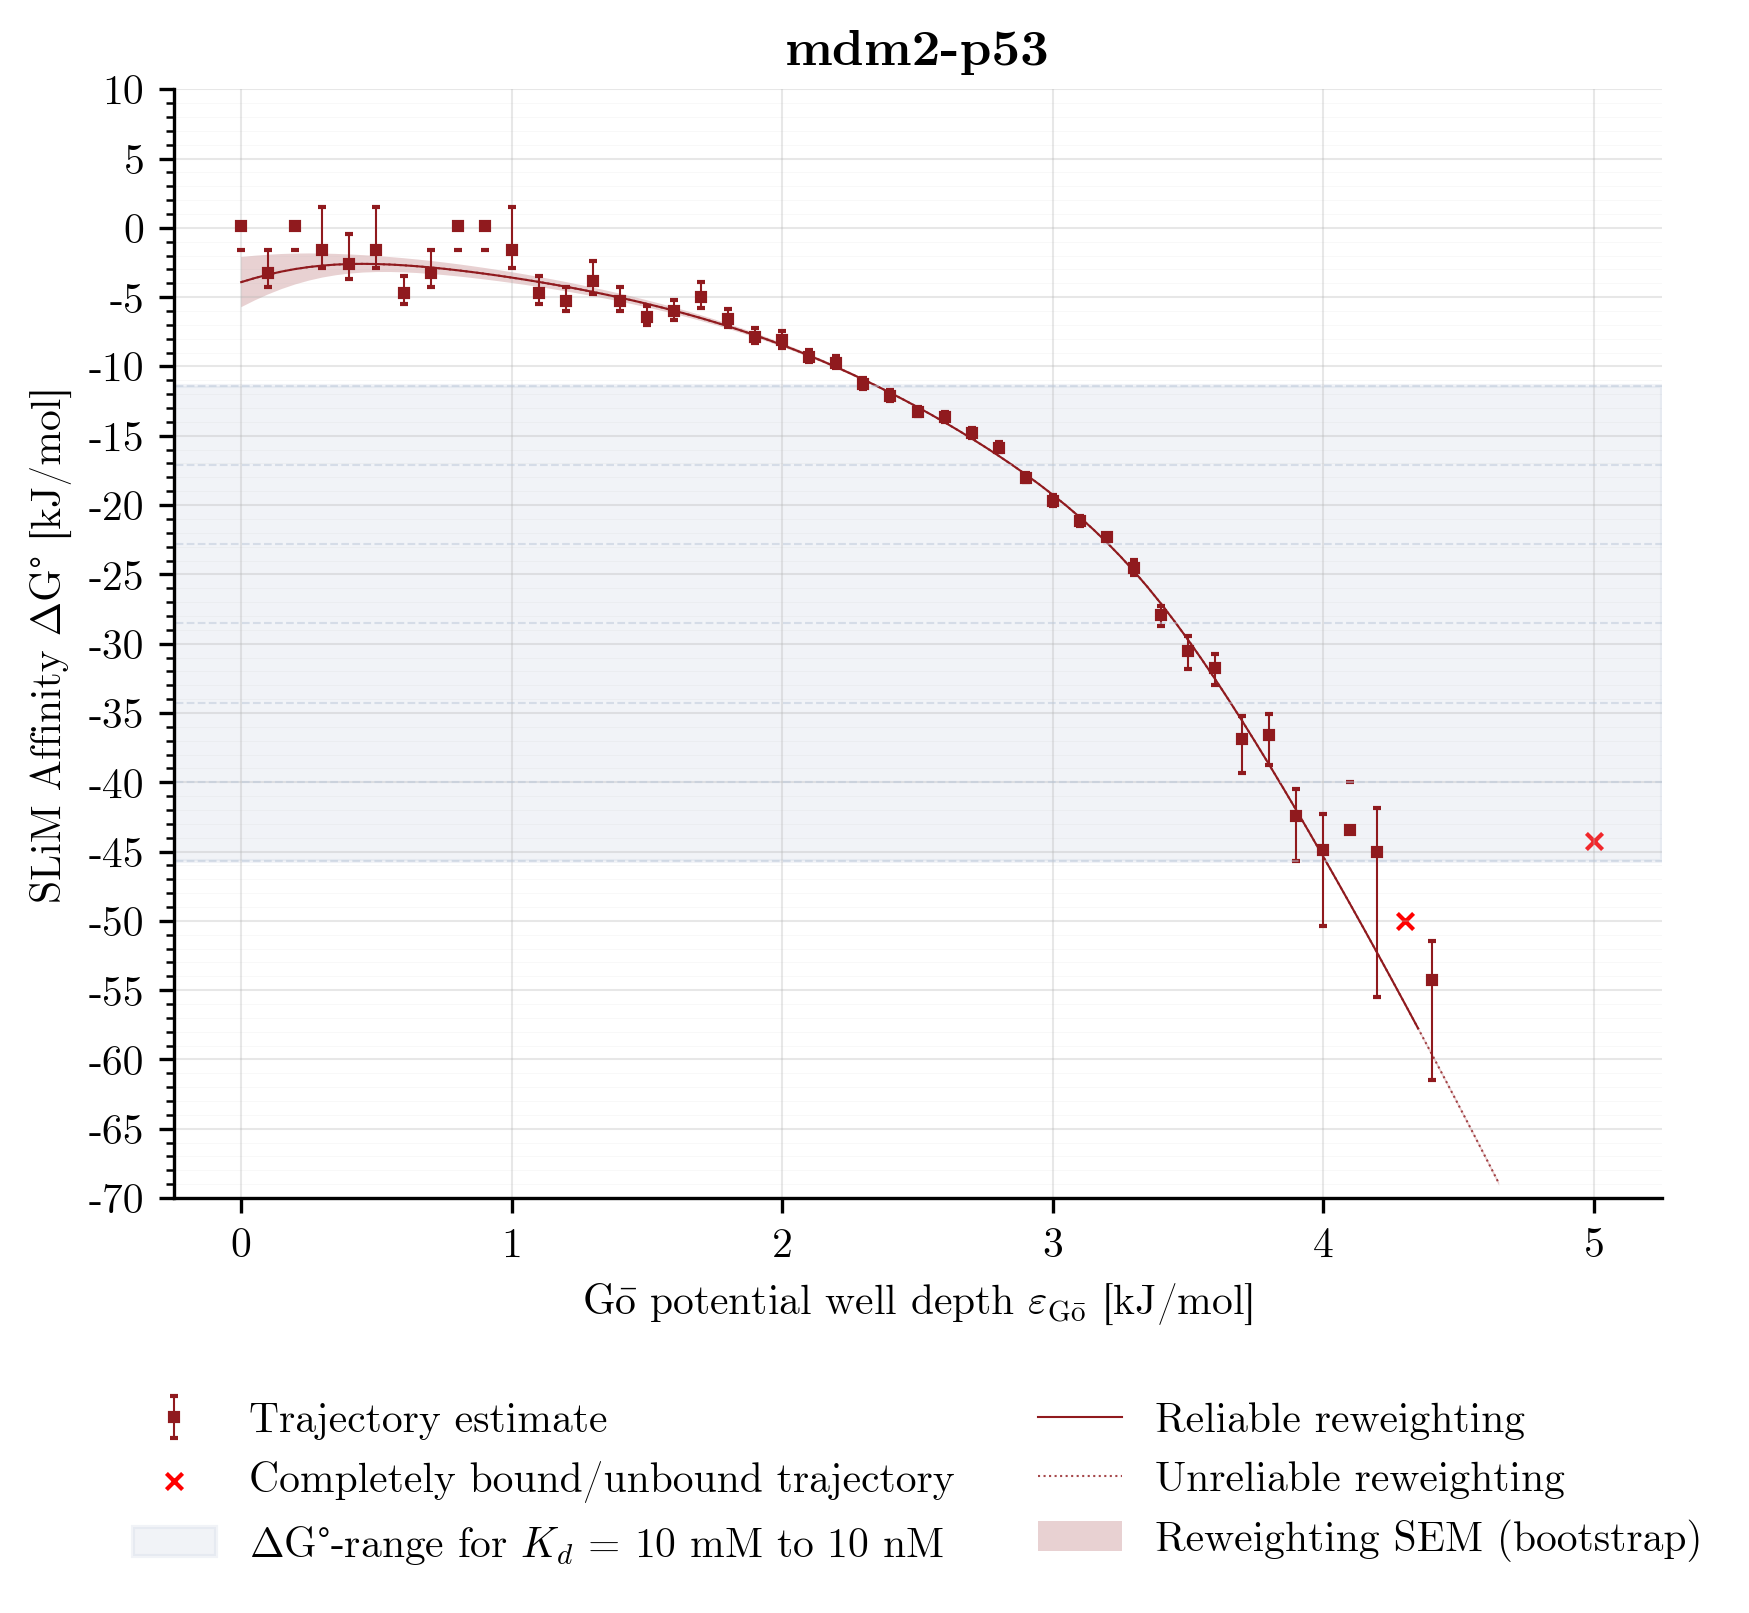 mdm2-p53
10
5
0
-5
-10
-15
-20
-25
-30
-35
-40
-45
-50
-55
-60
-65
-70
SLiM Affinity ΔG° [kJ/mol]
0 1 2 3 4 5
Gō potential well depth ε_Gō [kJ/mol]
Trajectory estimate
Completely bound/unbound trajectory
ΔG°-range for K_d = 10 mM to 10 nM
Reliable reweighting
Unreliable reweighting
Reweighting SEM (bootstrap)